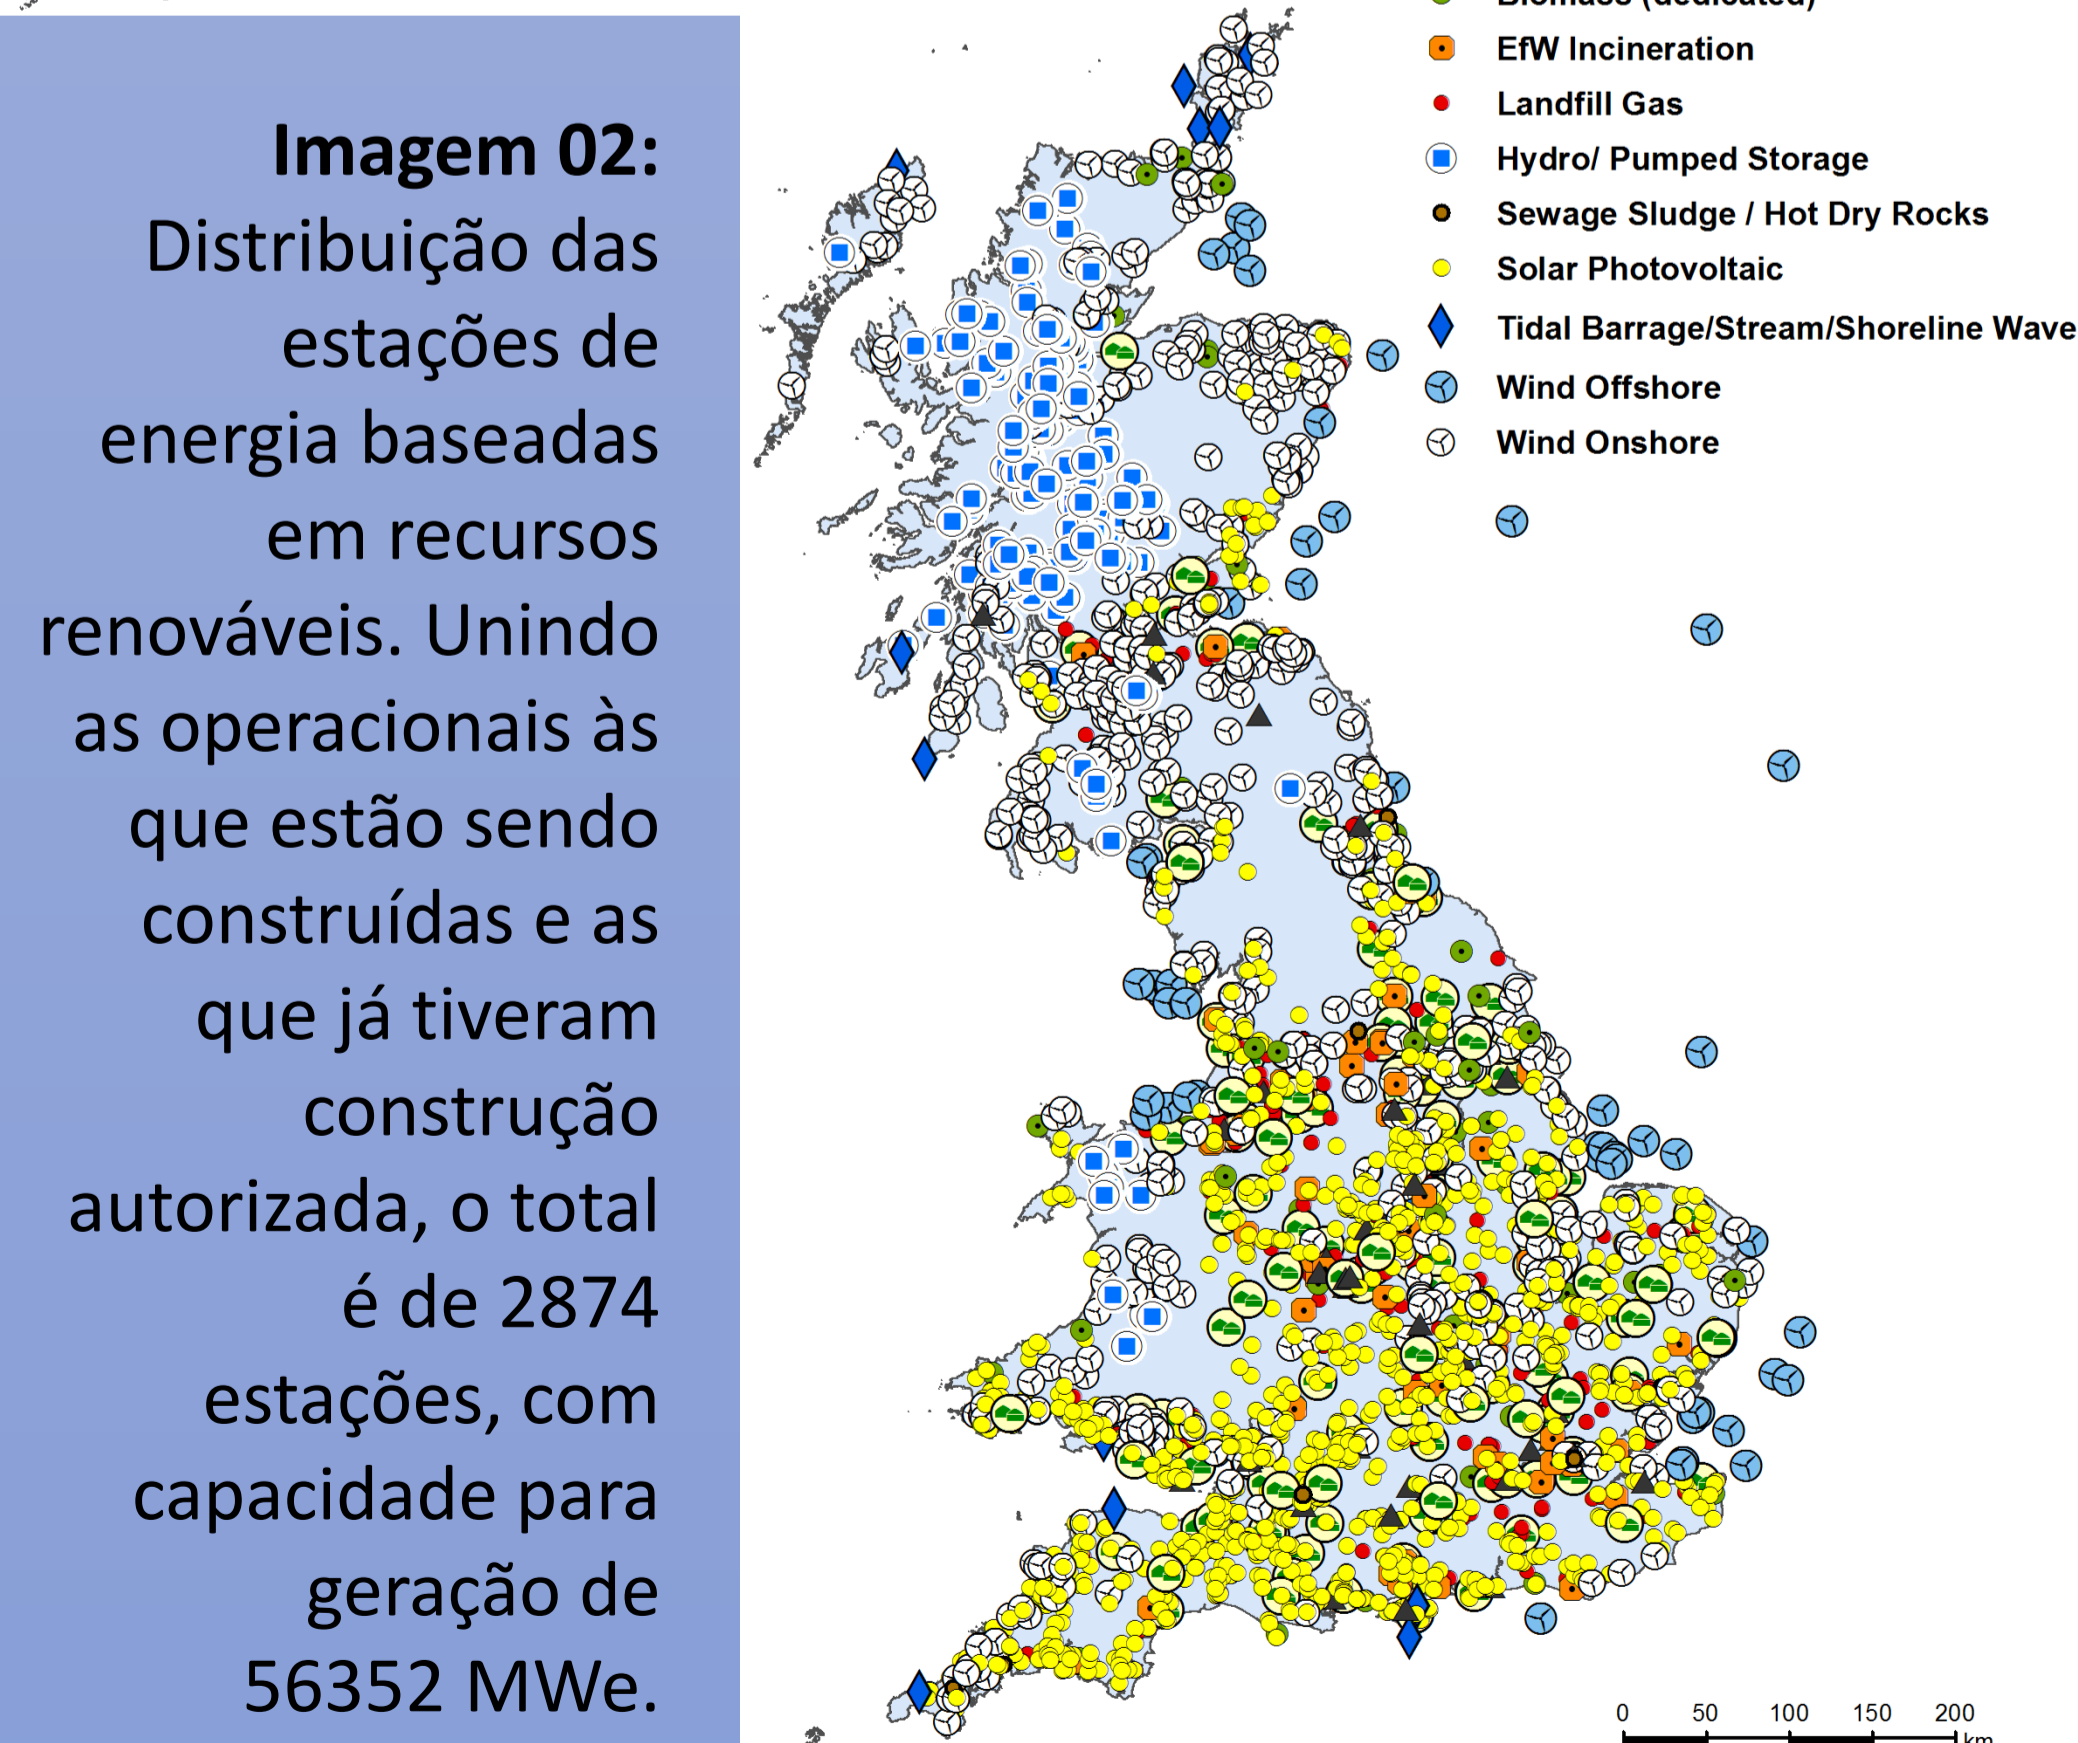 Imagem 02:
Distribuição das
estações de
energia baseadas
em recursos
renováveis. Unindo
as operacionais às
que estão sendo
construídas e as
que já tiveram
construção
autorizada, o total
é de 2874
estações, com
capacidade para
geração de
56352 MWe.
Biomass (dedicated)
EfW Incineration
Landfill Gas
Hydro/ Pumped Storage
Sewage Sludge / Hot Dry Rocks
Solar Photovoltaic
Tidal Barrage/Stream/Shoreline Wave
Wind Offshore
Wind Onshore
0 50 100 150 200
km